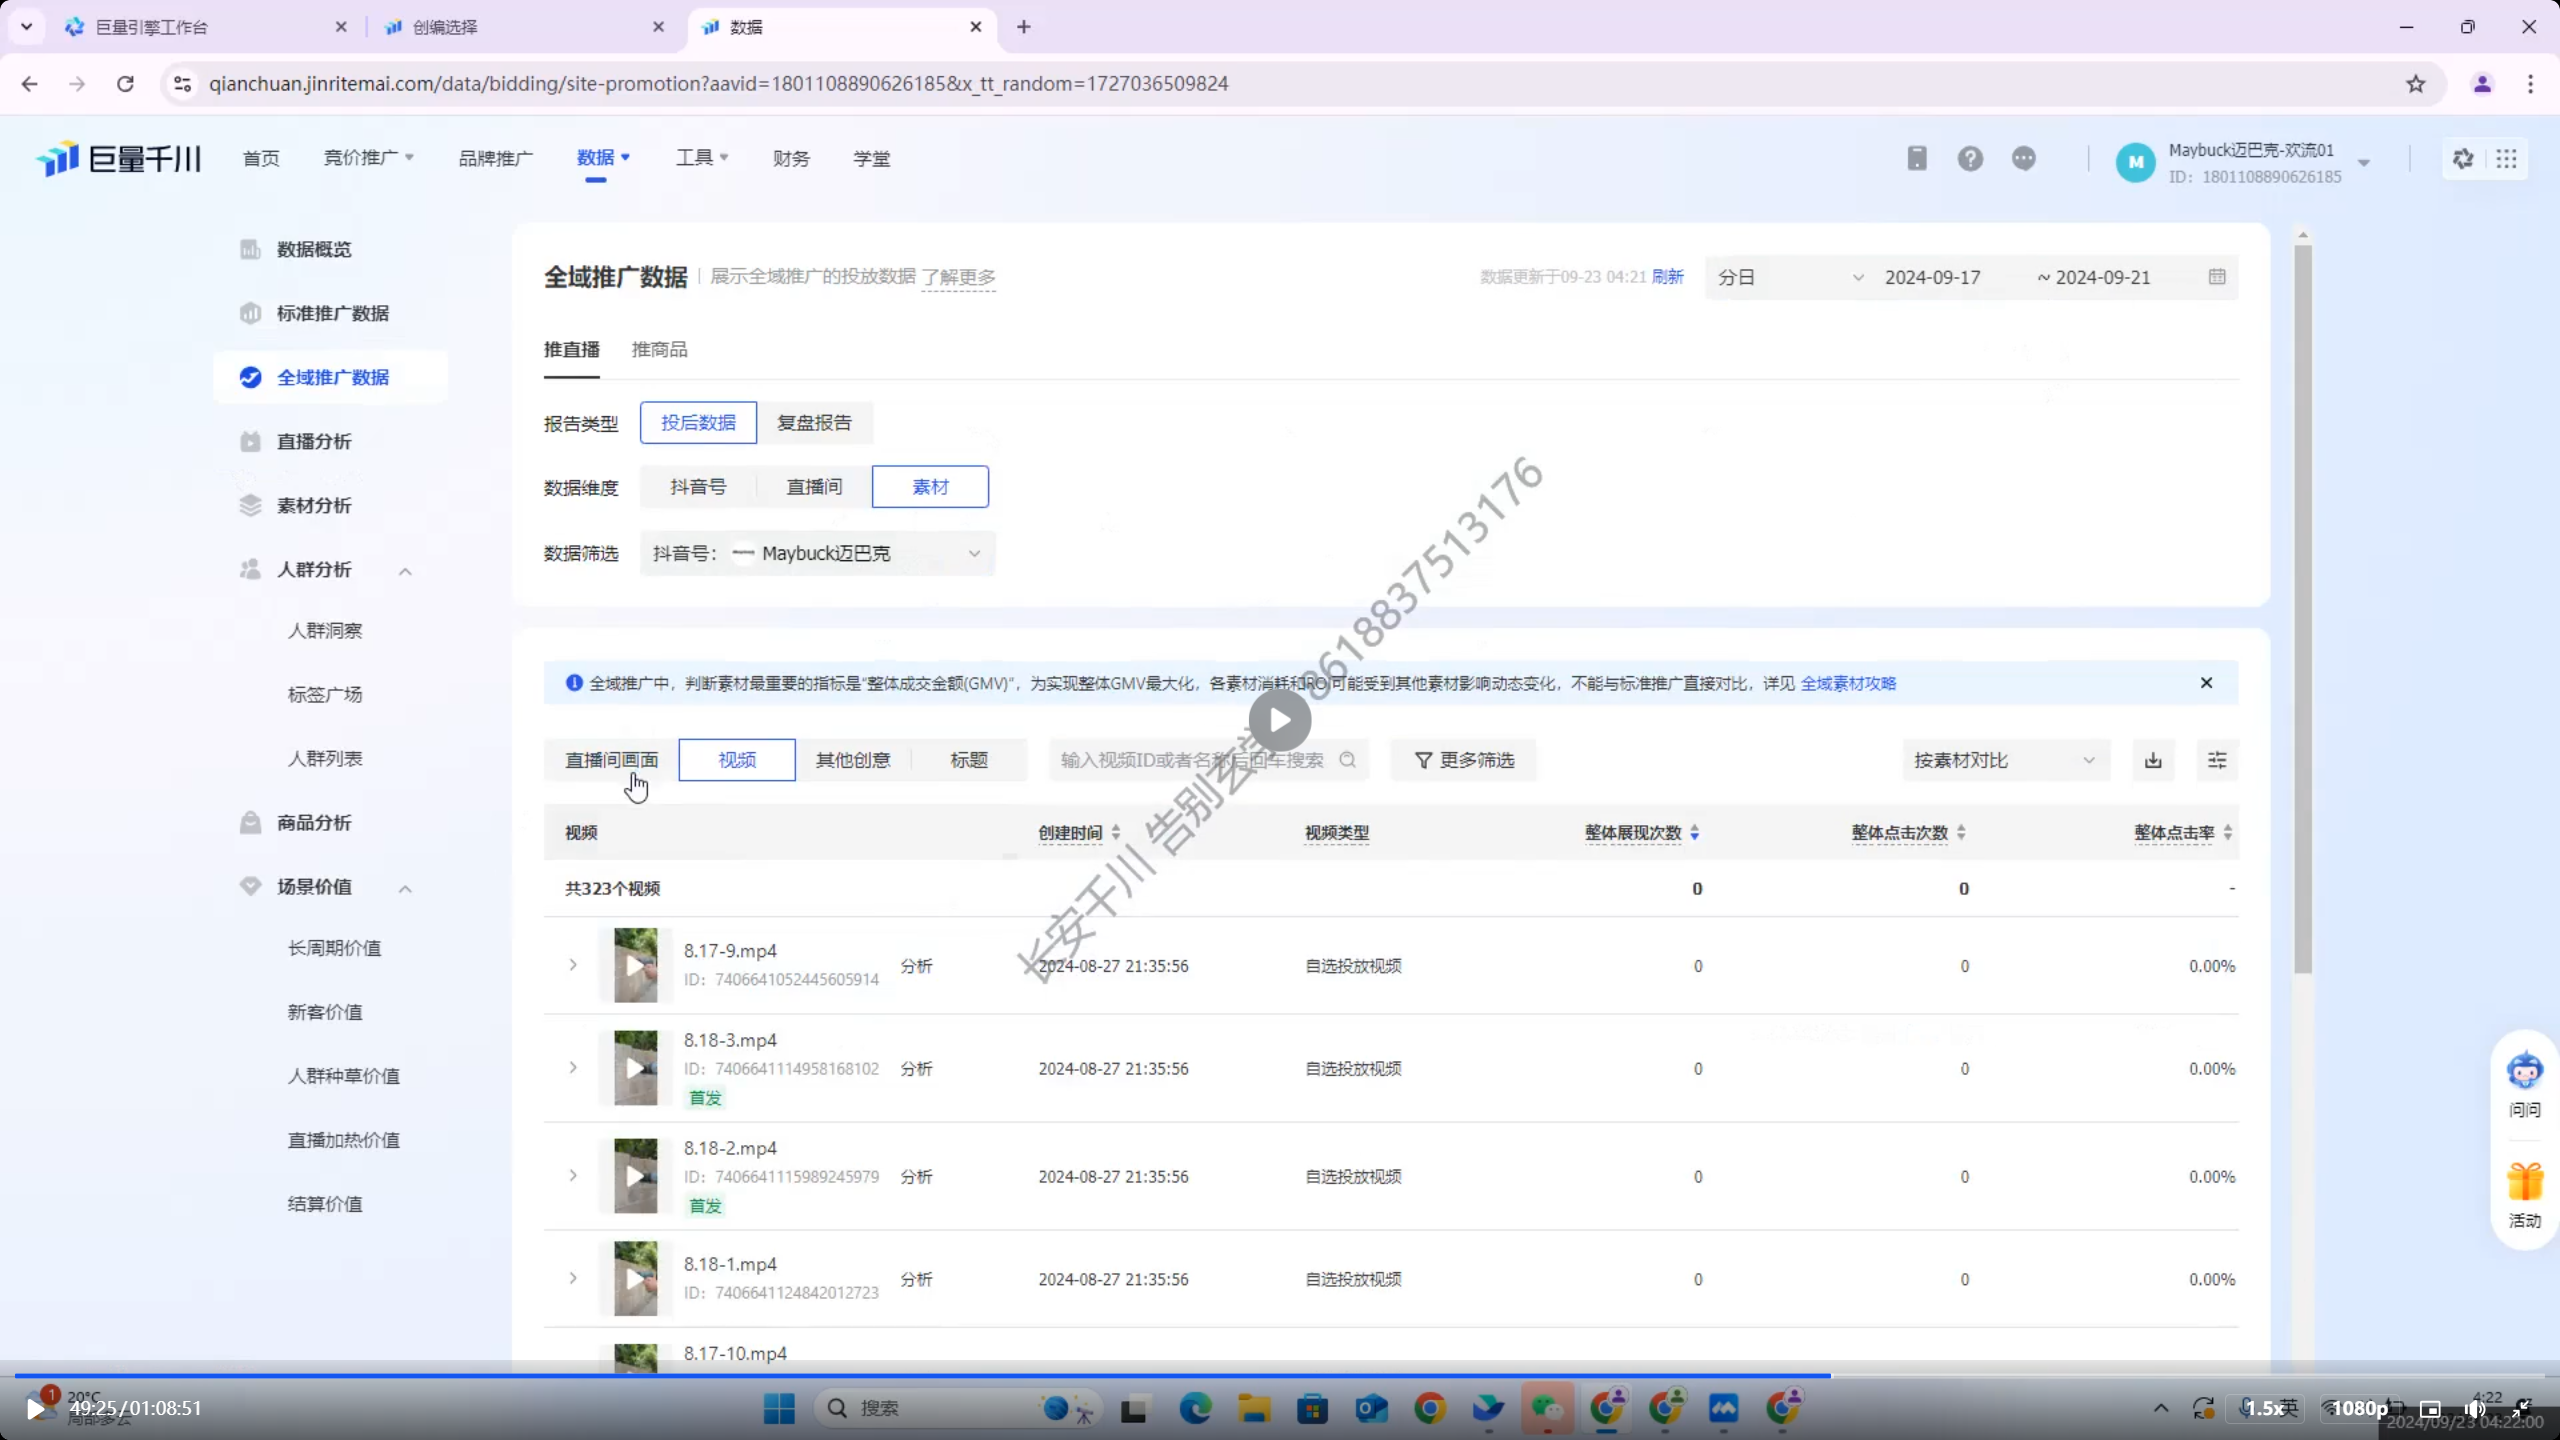 巨量引擎工作台
创编选择
数据
qianchuan.jinritemai.com/data/bidding/site-promotion?aavid=1801108890626185&x_tt_random=1727036509824
巨量千川
首页 竞价推广 品牌推广 数据 工具 财务 学堂
M
Maybuck迈巴克-欢流01
ID：1801108890626185
数据概览
标准推广数据
全域推广数据
直播分析
素材分析
人群分析
人群洞察
标签广场
人群列表
商品分析
场景价值
长周期价值
新客价值
人群种草价值
直播加热价值
结算价值
全域推广数据 展示全域推广的投放数据 了解更多
数据更新于09-23 04:21 刷新
分日 2024-09-17 ~ 2024-09-21
推直播 推商品
报告类型 投后数据 复盘报告
数据维度 抖音号 直播间 素材
数据筛选 抖音号： Maybuck迈巴克
全域推广中，判断素材最重要的指标是“整体成交金额(GMV)”，为实现整体GMV最大化，各素材消耗和ROI可能受到其他素材影响动态变化，不能与标准推广直接对比，详见 全域素材攻略
直播间画面 视频 其他创意 标题 输入视频ID或者名称后回车搜索 更多筛选 按素材对比
视频 创建时间 视频类型 整体展现次数 整体点击次数 整体点击率
共323个视频 0 0 -
8.17-9.mp4
ID：7406641052445605914 分析 2024-08-27 21:35:56 自选投放视频 0 0 0.00%
8.18-3.mp4
ID：7406641114958168102 分析 2024-08-27 21:35:56 自选投放视频 0 0 0.00%
首发
8.18-2.mp4
ID：7406641115989245979 分析 2024-08-27 21:35:56 自选投放视频 0 0 0.00%
首发
8.18-1.mp4
ID：7406641124842012723 分析 2024-08-27 21:35:56 自选投放视频 0 0 0.00%
8.17-10.mp4
问问
活动
1
20°C
局部多云
49:25/01:08:51
搜索
1.5x
英
1080p
4:22
2024/09/23 04:22:00